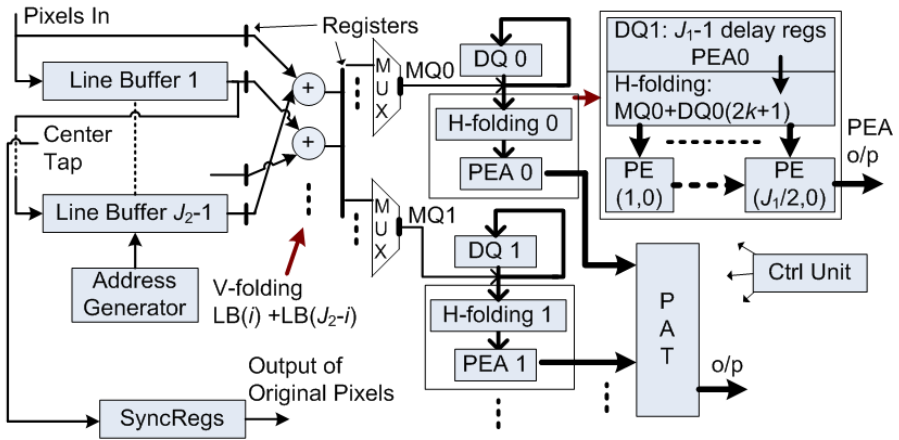 Pixels In
Registers
Line Buffer 1
Center
Tap
Line Buffer J2-1
Address
Generator
+
+
V-folding
LB(i) +LB(J2-i)
M
U
X
MQ0
M
U
X
MQ1
DQ 0
H-folding 0
PEA 0
DQ 1
H-folding 1
PEA 1
DQ1: J1-1 delay regs
PEA0
H-folding:
MQ0+DQ0(2k+1)
PE
(1,0)
PE
(J1/2,0)
PEA
o/p
P
A
T
Ctrl Unit
o/p
Output of
Original Pixels
SyncRegs